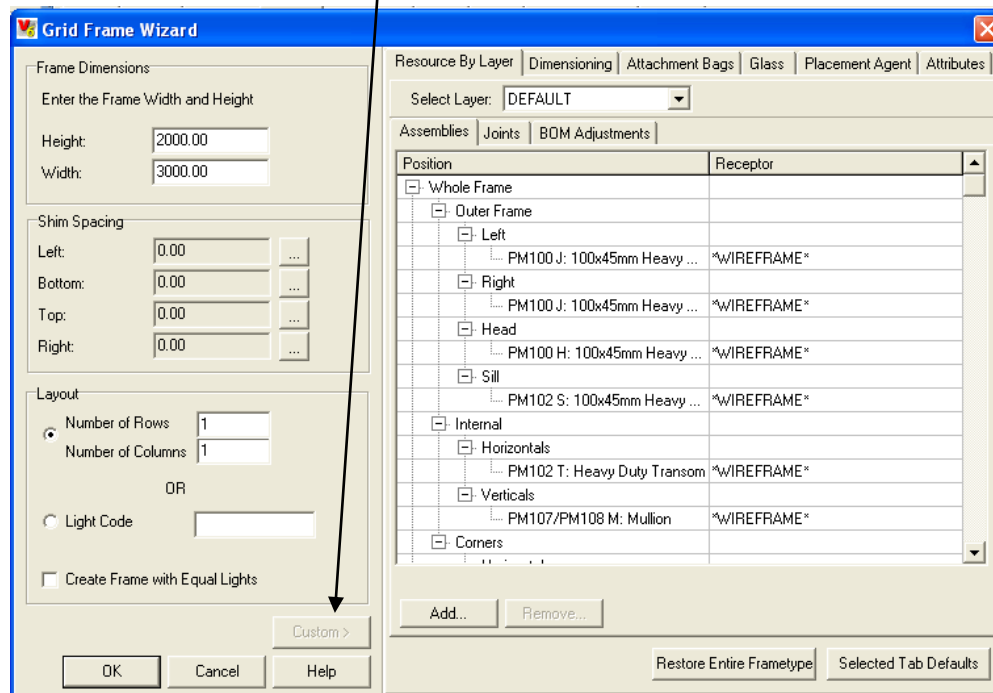 Grid Frame Wizard
Frame Dimensions
Enter the Frame Width and Height
Height: 2000.00
Width: 3000.00
Shim Spacing
Left: 0.00 ...
Bottom: 0.00 ...
Top: 0.00 ...
Right: 0.00 ...
Layout
Number of Rows 1
Number of Columns 1
OR
Light Code
Create Frame with Equal Lights
Custom >
OK Cancel Help
Resource By Layer Dimensioning Attachment Bags Glass Placement Agent Attributes
Select Layer: DEFAULT
Assemblies Joints BOM Adjustments
Position Receptor
Whole Frame
Outer Frame
Left
PM100 J: 100x45mm Heavy ... *WIREFRAME*
Right
PM100 J: 100x45mm Heavy ... *WIREFRAME*
Head
PM100 H: 100x45mm Heavy ... *WIREFRAME*
Sill
PM102 S: 100x45mm Heavy ... *WIREFRAME*
Internal
Horizontals
PM102 T: Heavy Duty Transom *WIREFRAME*
Verticals
PM107/PM108 M: Mullion *WIREFRAME*
Corners
Add... Remove...
Restore Entire Frametype Selected Tab Defaults